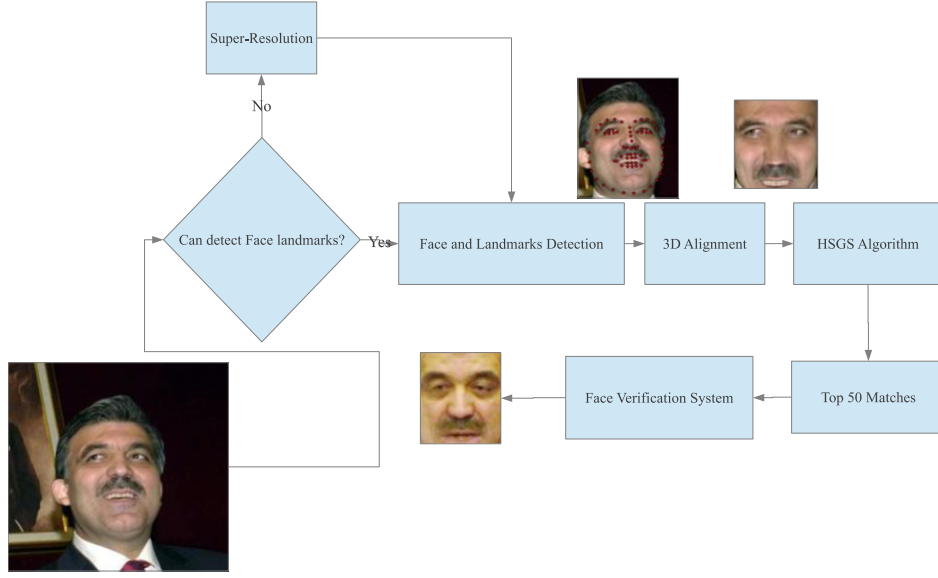 Super-Resolution
No
Can detect Face landmarks?
Yes
Face and Landmarks Detection
3D Alignment
HSGS Algorithm
Face Verification System
Top 50 Matches